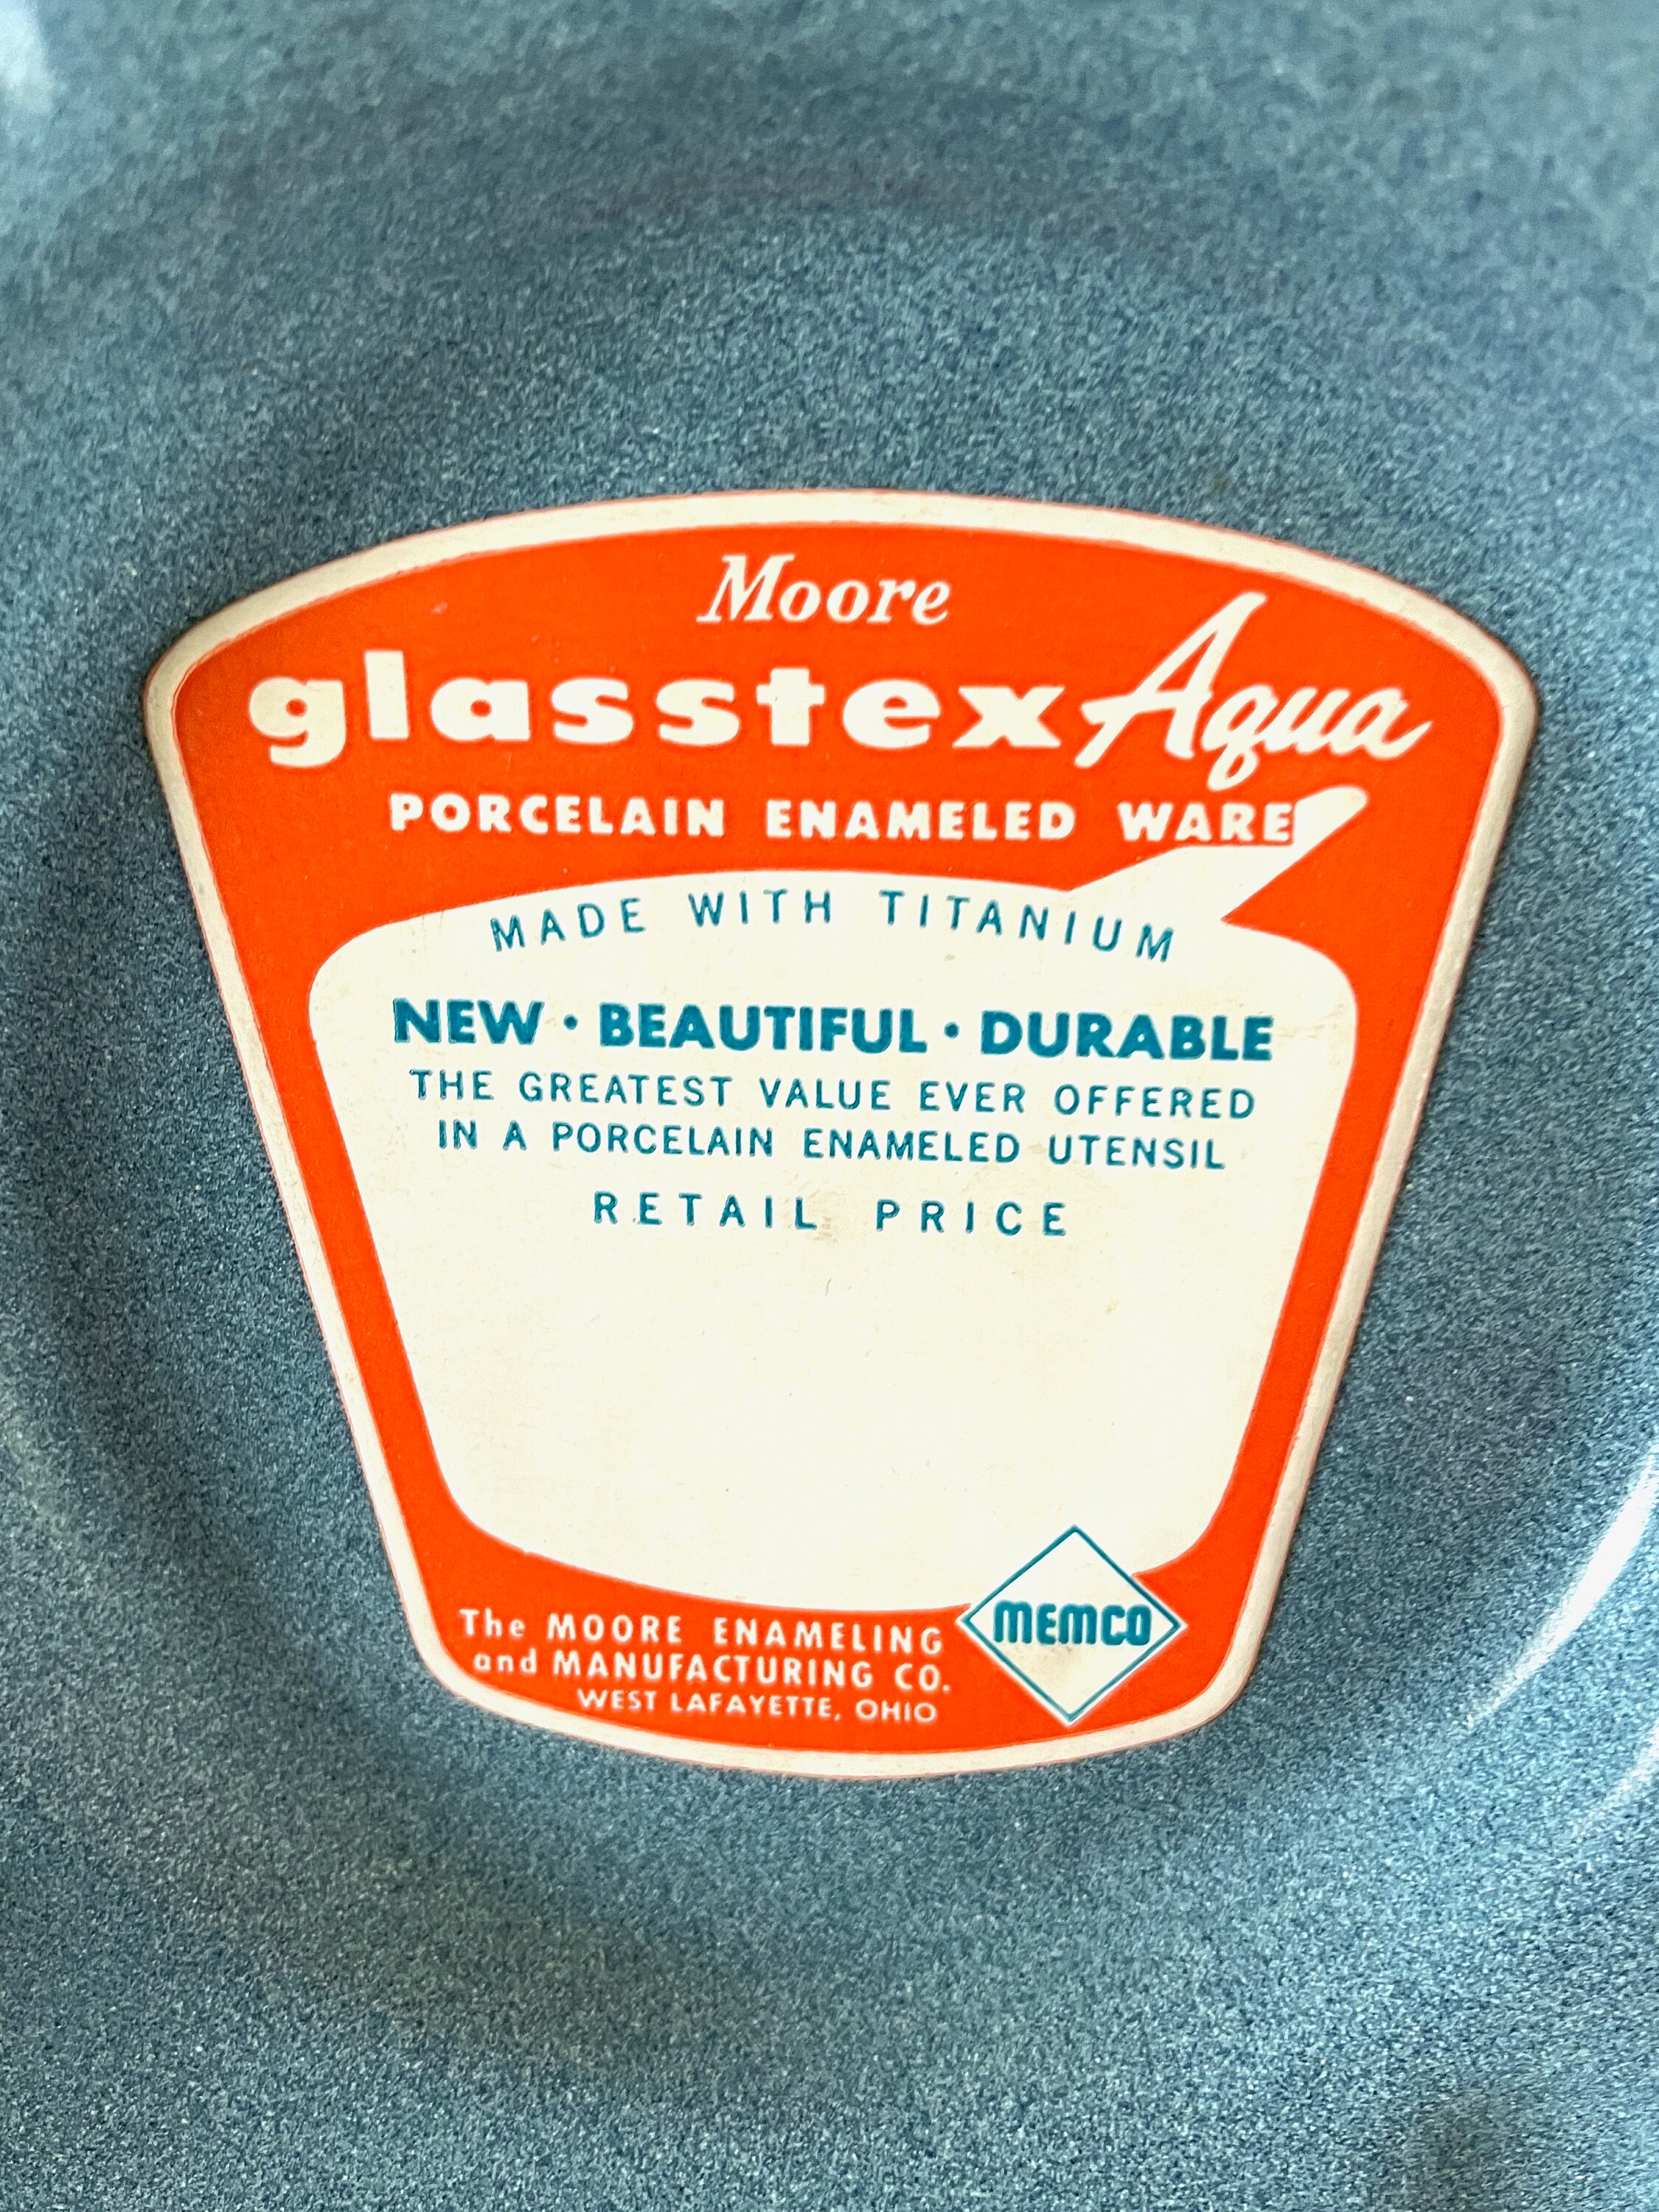 Moore
glasstex Aqua
PORCELAIN ENAMELED WARE
MADE WITH TITANIUM
NEW • BEAUTIFUL • DURABLE
THE GREATEST VALUE EVER OFFERED
IN A PORCELAIN ENAMELED UTENSIL
RETAIL PRICE
The MOORE ENAMELING
and MANUFACTURING CO.
WEST LAFAYETTE, OHIO
MEMCO